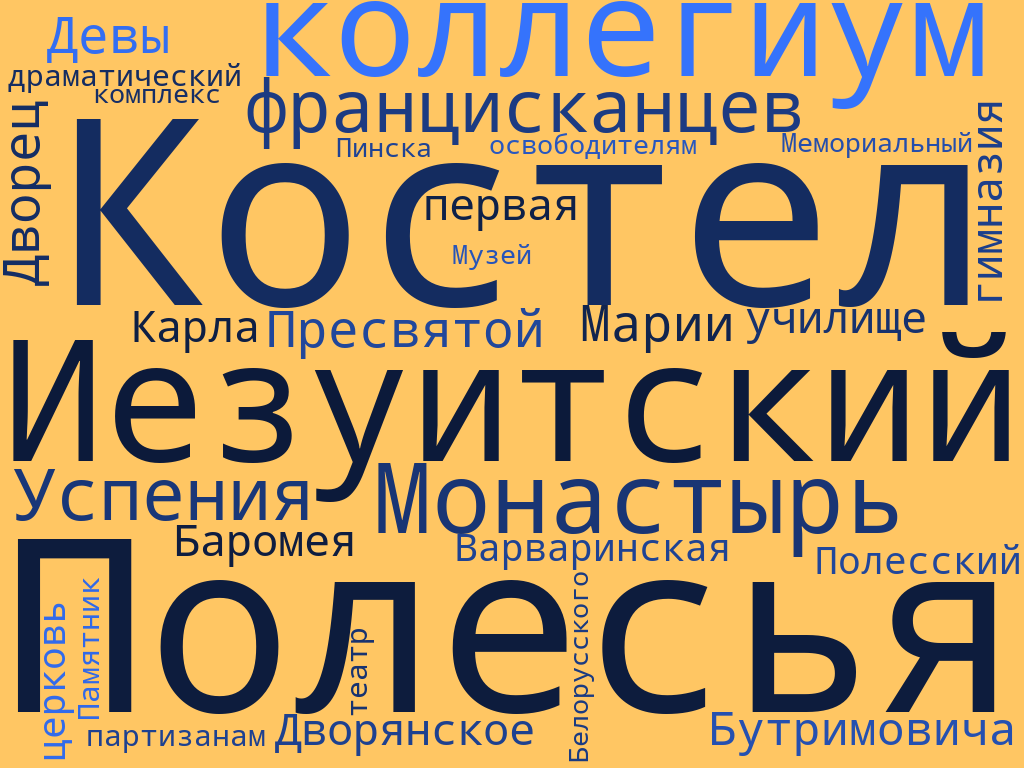 коллегиум
Девы
драматический
комплекс
францисканцев
Дворец
Пинска
освободителям
Мемориальный
гимназия
Костел
первая
Музей
Карла
Пресвятой
Марии
училище
Иезуитский
Успения
Монастырь
Баромея
Варваринская
Полесский
Полесья
церковь
Памятник
театр
Белорусского
партизанам
Дворянское
Бутримовича